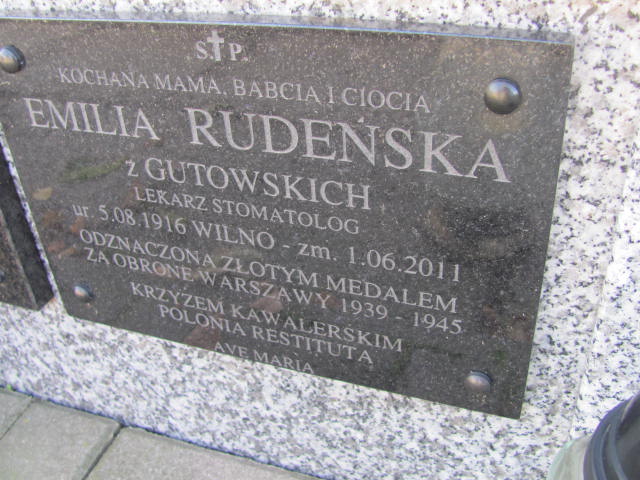 Ś✝P.
KOCHANA MAMA, BABCIA I CIOCIA
EMILIA RUDEŃSKA
z GUTOWSKICH
LEKARZ STOMATOLOG
ur. 5.08.1916 WILNO - zm. 1.06.2011
ODZNACZONA ZŁOTYM MEDALEM
ZA OBRONĘ WARSZAWY 1939 - 1945
KRZYŻEM KAWALERSKIM
POLONIA RESTITUTA
AVE MARIA